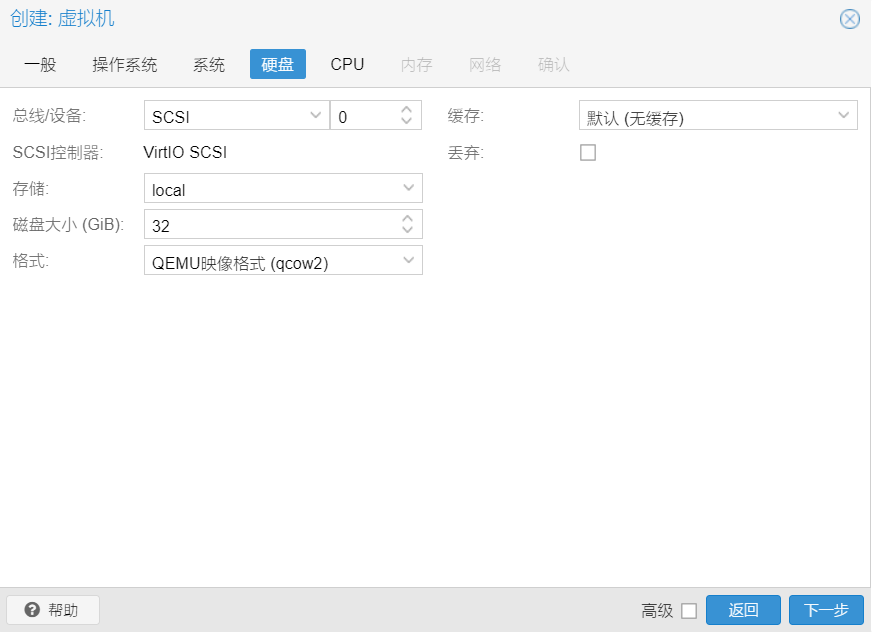 创建: 虚拟机
一般 操作系统 系统 硬盘 CPU 内存 网络 确认
总线/设备: SCSI 0 缓存: 默认 (无缓存)
SCSI控制器: VirtIO SCSI 丢弃:
存储: local
磁盘大小 (GiB): 32
格式: QEMU映像格式 (qcow2)
? 帮助 高级 返回 下一步